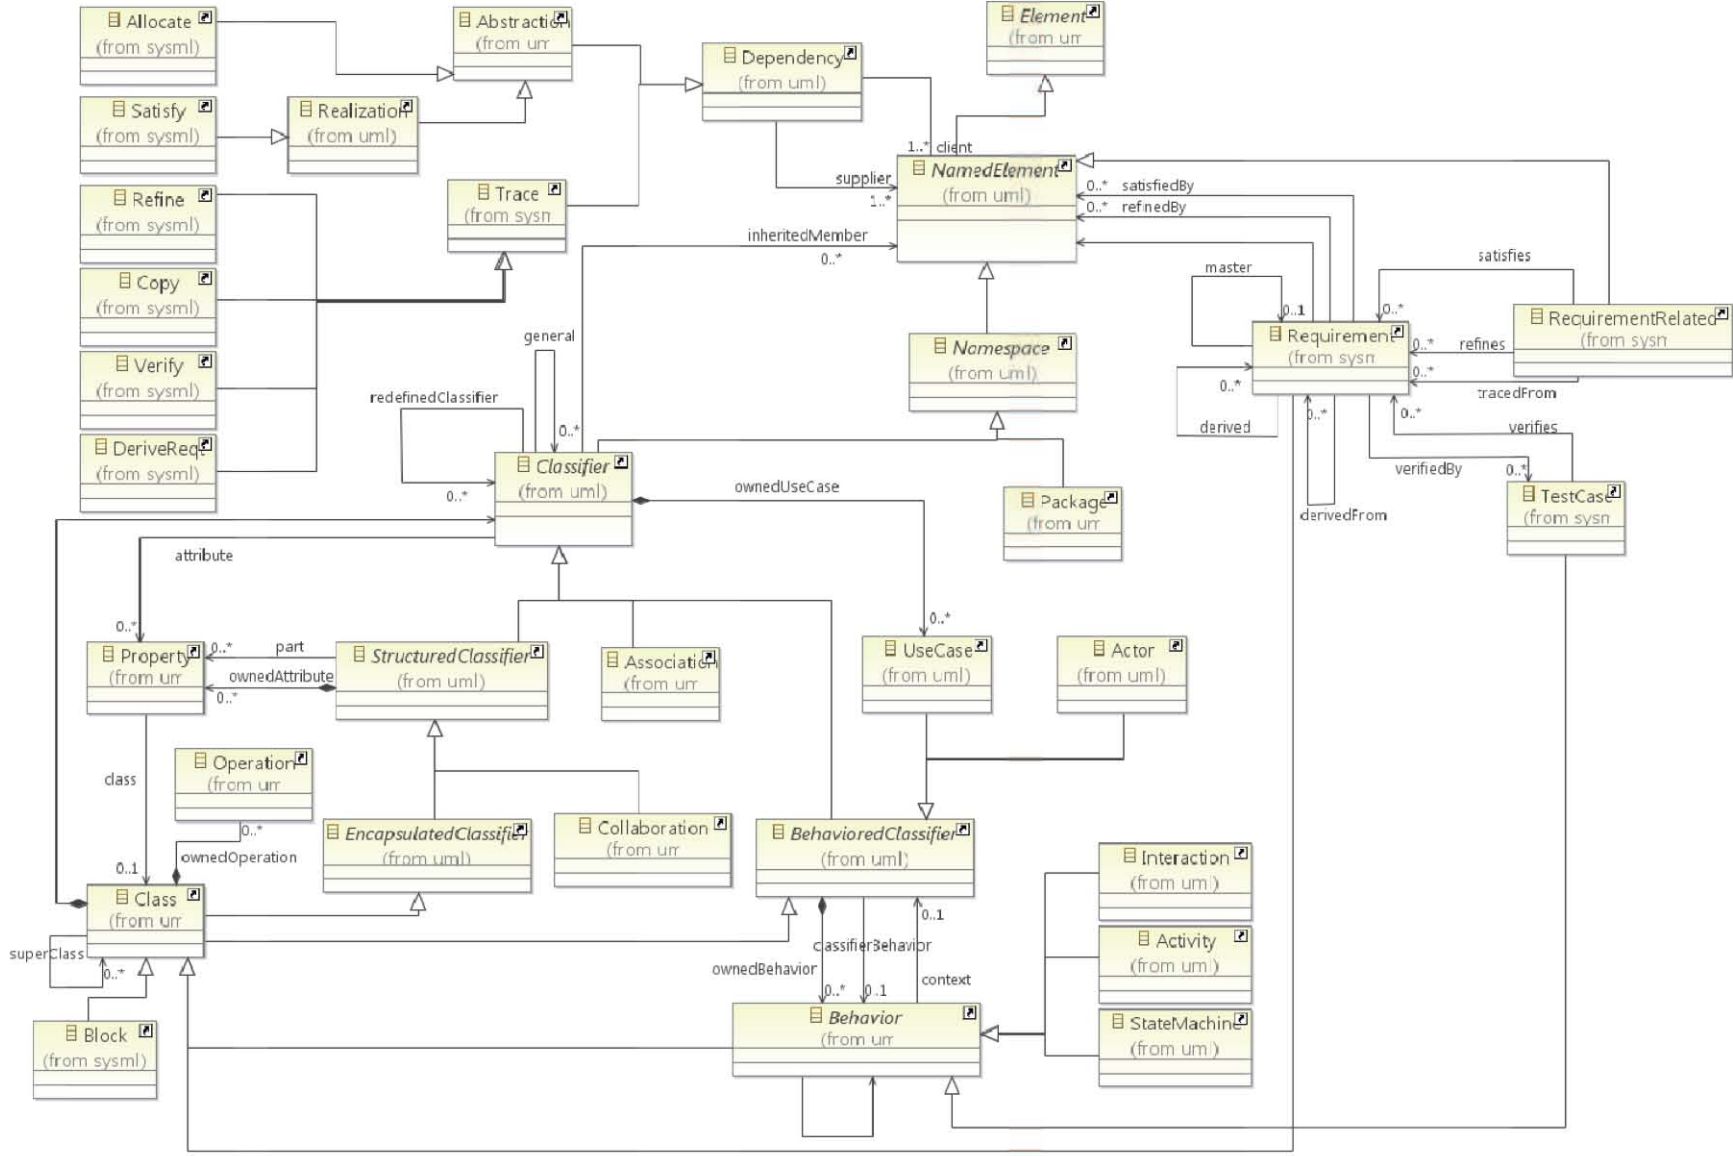 Allocate
(from sysml)
Abstraction
(from um
Dependency
(from uml)
Element
(from um
Satisfy
(from sysml)
Realization
(from uml)
1..* client
NamedElement
(from uml)
supplier
1..*
0..* satisfiedBy
0..* refinedBy
Refine
(from sysml)
Trace
(from sysm
inheritedMember
0..*
Copy
(from sysml)
master
0..1
satisfies
0..*
Requirement
(from sysm
RequirementRelated
(from sysm
0..* refines
0..*
tracedFrom
Namespace
(from uml)
general
0..*
Verify
(from sysml)
redefinedClassifier
0..*
0..*
derived
0..*
derivedFrom
0..*
verifies
verifiedBy
0..*
DeriveReqt
(from sysml)
Classifier
(from uml)
ownedUseCase
0..*
Package
(from um
TestCase
(from sysm
attribute
0..*
Property
(from um
0..* part
ownedAttribute
0..*
StructuredClassifier
(from uml)
Association
(from um
UseCase
(from uml)
Actor
(from uml)
class
0..1
Operation
(from um
0..*
ownedOperation
EncapsulatedClassifier
(from uml)
Collaboration
(from um
BehavioredClassifier
(from uml)
Interaction
(from uml)
Class
(from um
superClass
0..*
0..1
classifierBehavior
ownedBehavior
0..*
0..1
context
Activity
(from uml)
Block
(from sysml)
Behavior
(from um
StateMachine
(from uml)